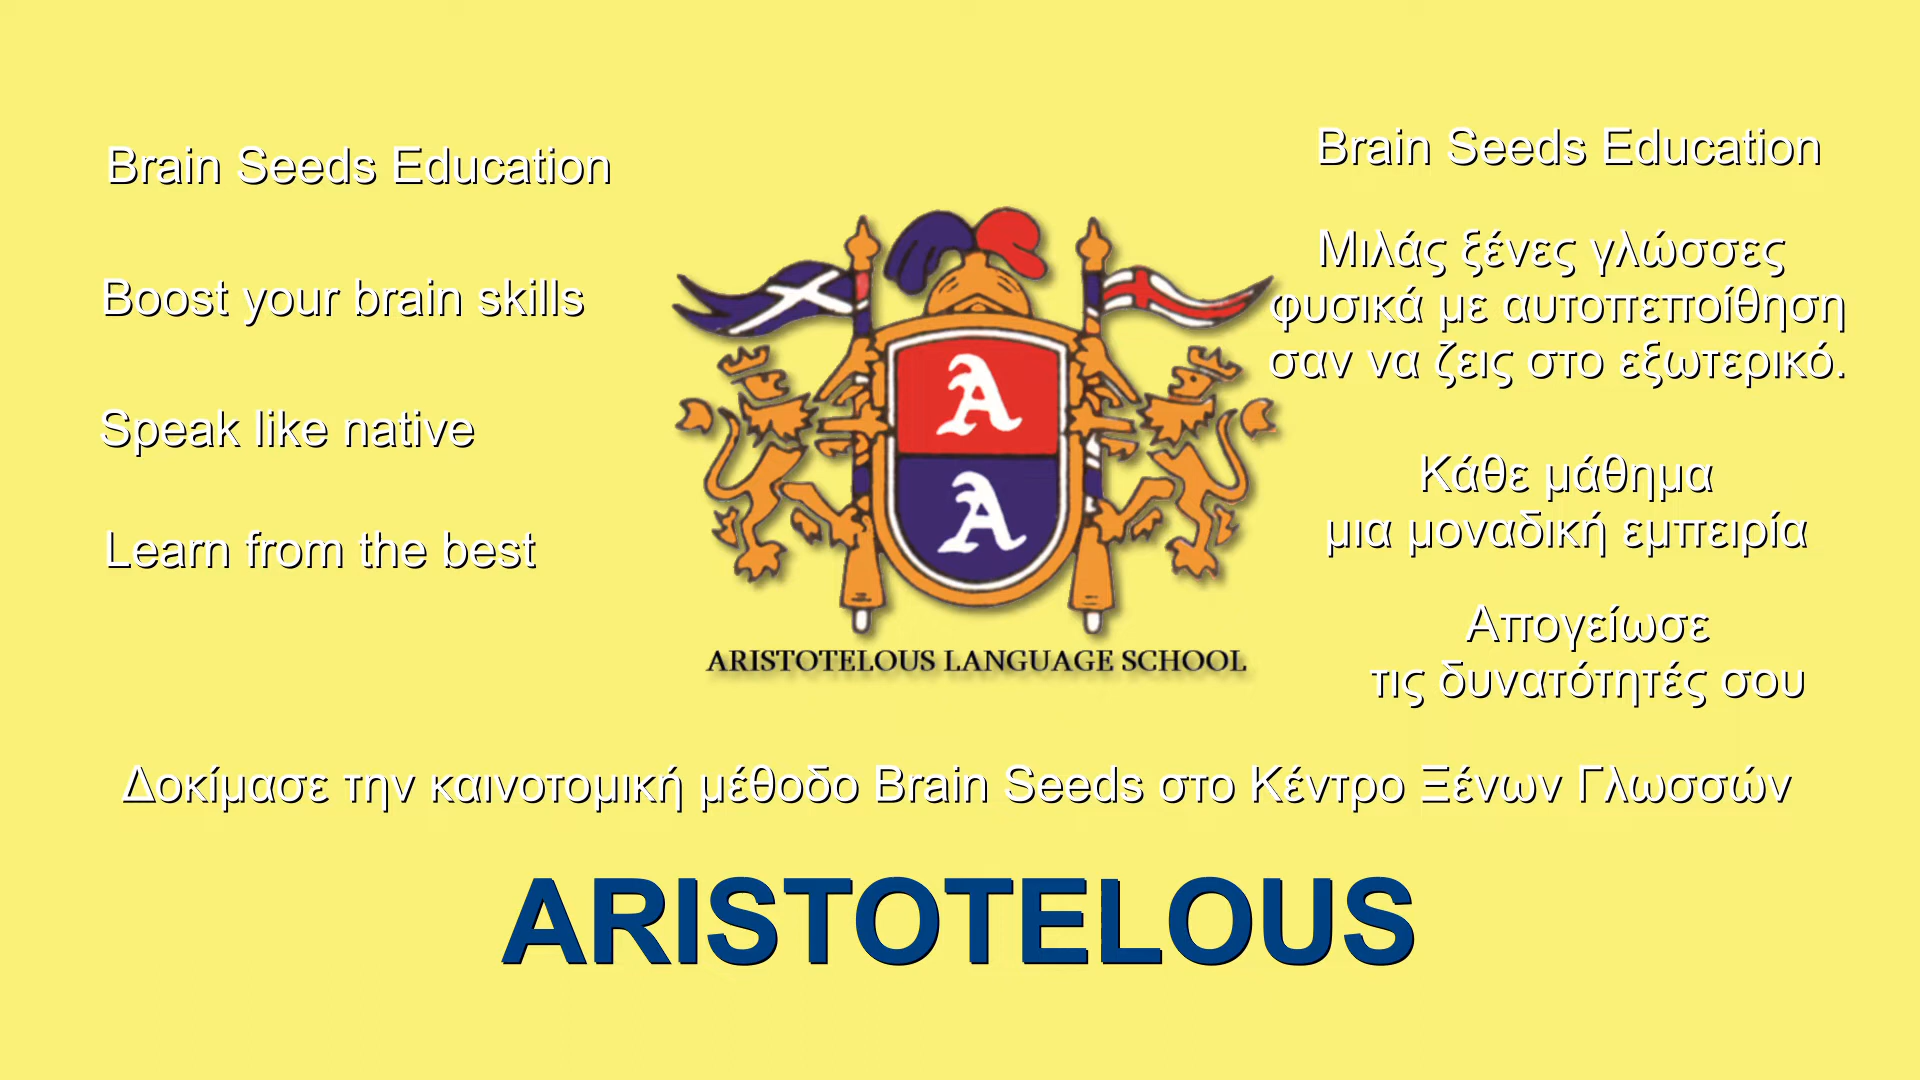 Brain Seeds Education
Boost your brain skills
Speak like native
Learn from the best
A
A
ARISTOTELOUS LANGUAGE SCHOOL
Brain Seeds Education
Μιλάς ξένες γλώσσες
φυσικά με αυτοπεποίθηση
σαν να ζεις στο εξωτερικό.
Κάθε μάθημα
μια μοναδική εμπειρία
Απογείωσε
τις δυνατότητές σου
Δοκίμασε την καινοτομική μέθοδο Brain Seeds στο Κέντρο Ξένων Γλωσσών
ARISTOTELOUS